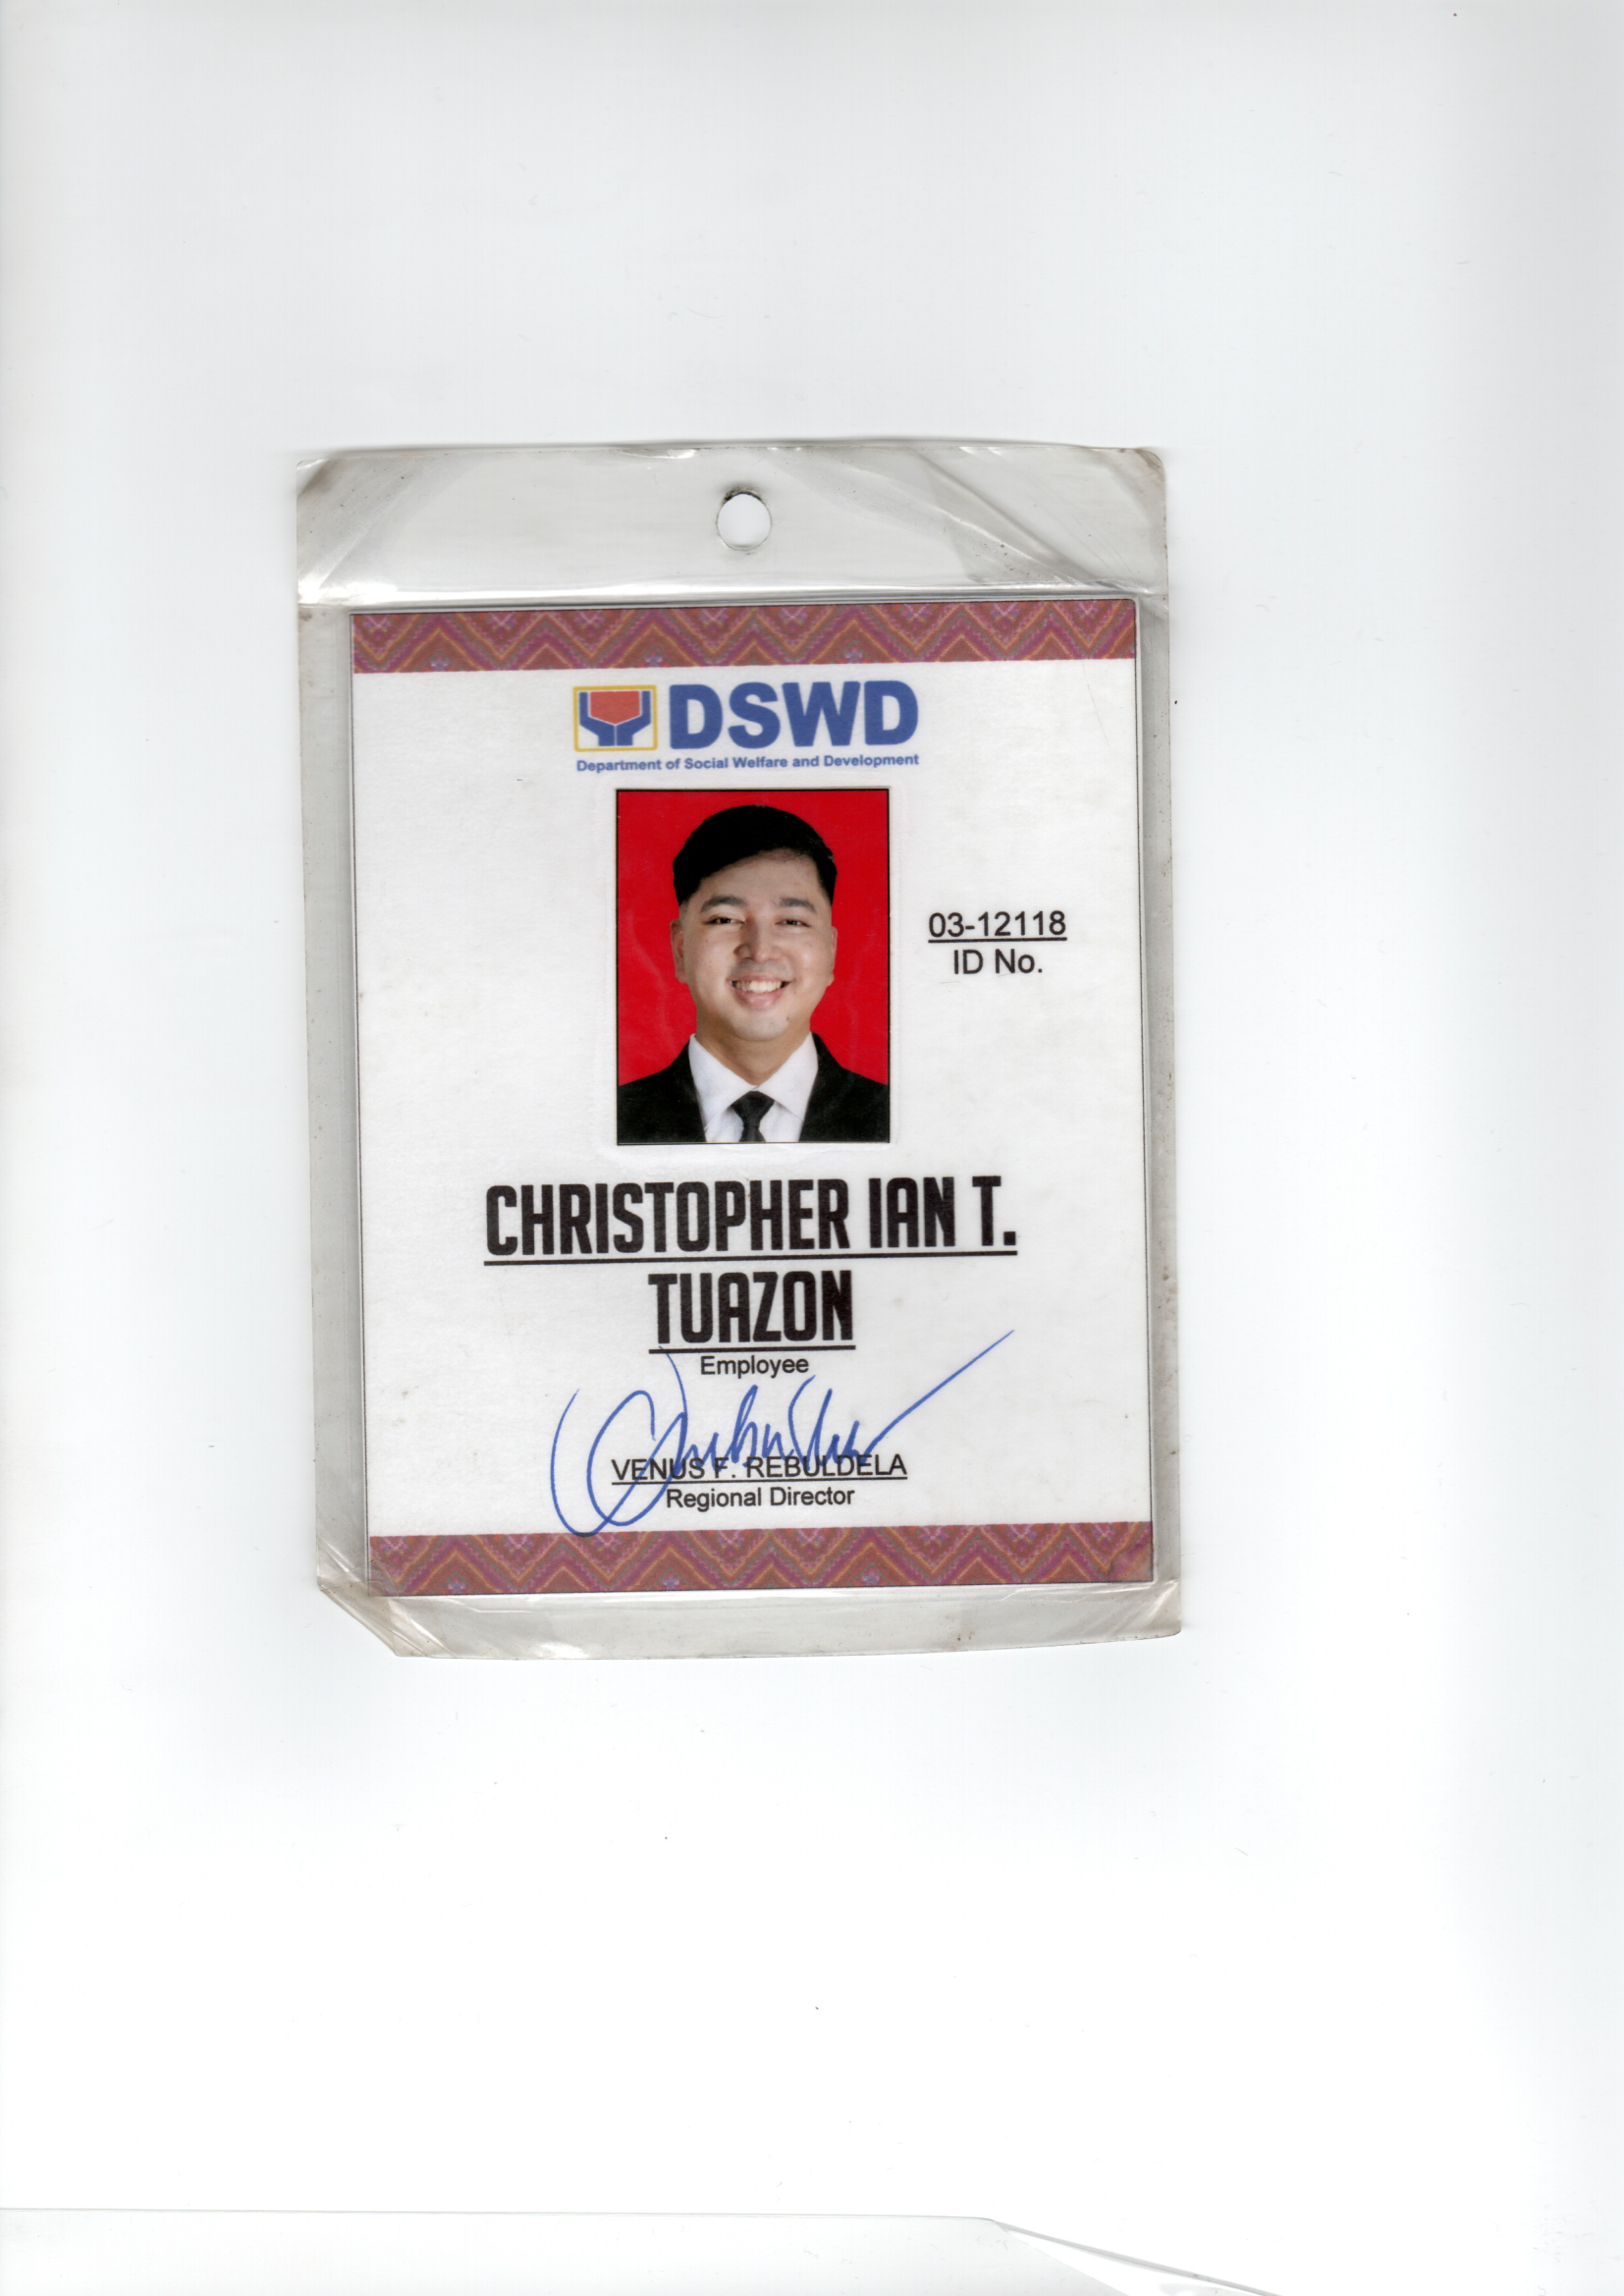 DSWD
Department of Social Welfare and Development
03-12118
ID No.
CHRISTOPHER IAN T.
TUAZON
Employee
VENUS F. REBULDELA
Regional Director